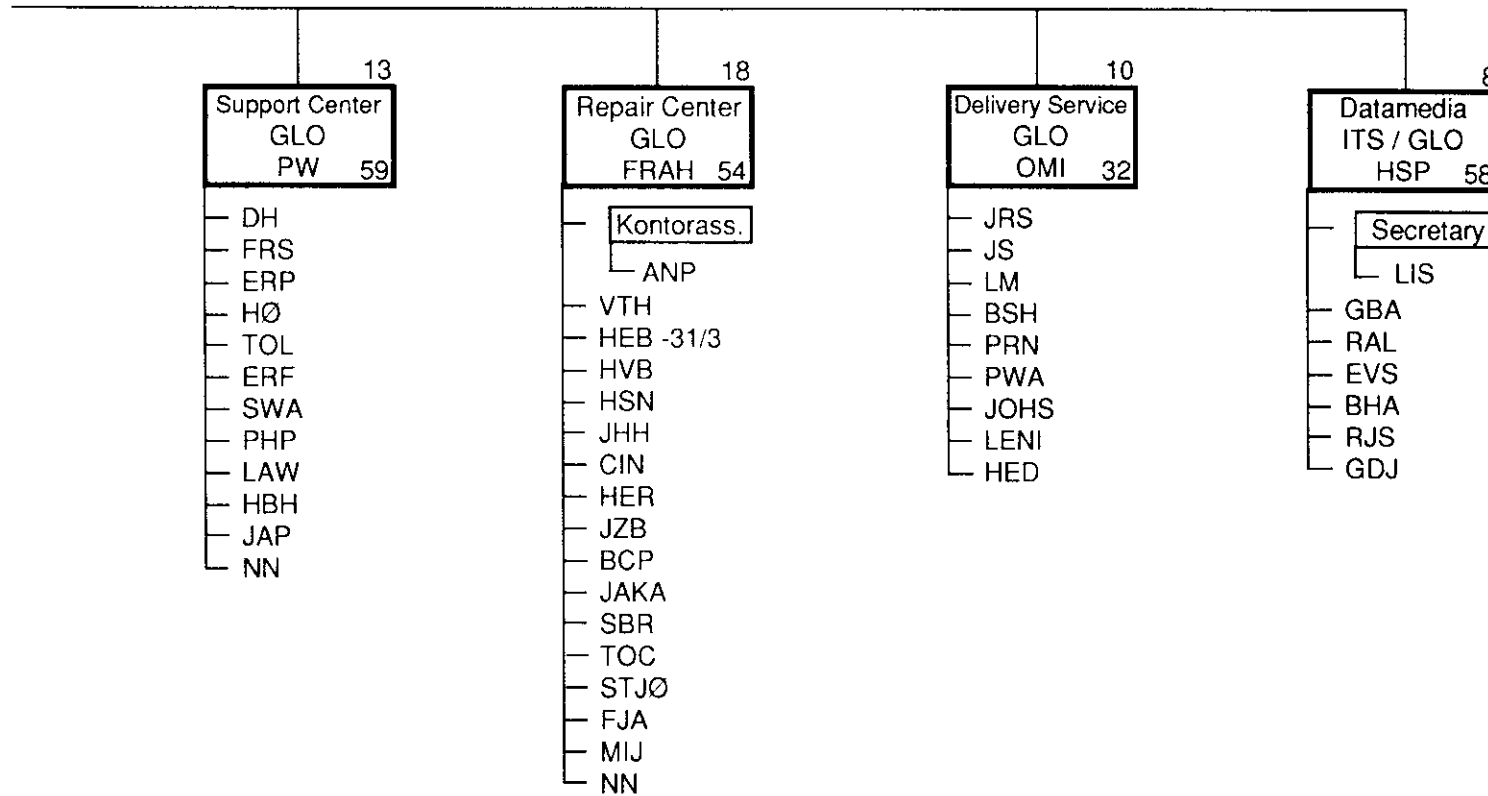 13
Support Center
GLO
PW 59
DH
FRS
ERP
HØ
TOL
ERF
SWA
PHP
LAW
HBH
JAP
NN
18
Repair Center
GLO
FRAH 54
Kontorass.
ANP
VTH
HEB -31/3
HVB
HSN
JHH
CIN
HER
JZB
BCP
JAKA
SBR
TOC
STJØ
FJA
MIJ
NN
10
Delivery Service
GLO
OMI 32
JRS
JS
LM
BSH
PRN
PWA
JOHS
LENI
HED
8
Datamedia
ITS / GLO
HSP 58
Secretary
LIS
GBA
RAL
EVS
BHA
RJS
GDJ